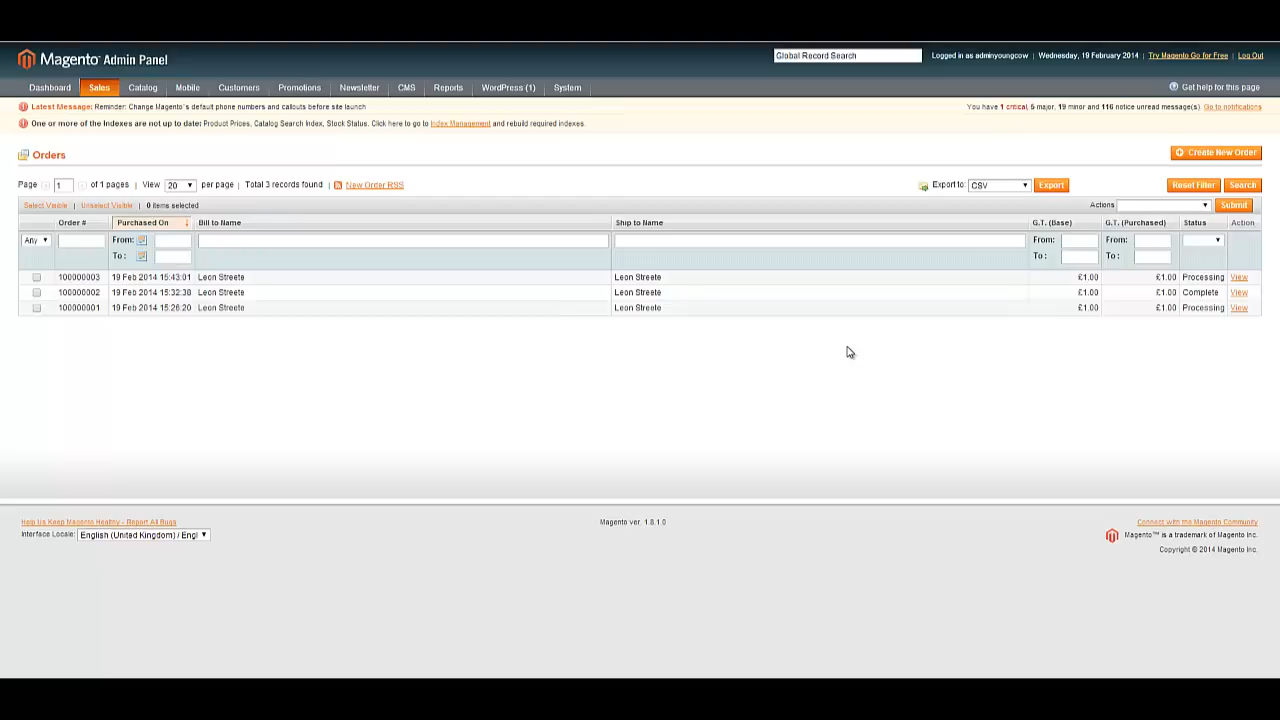 Magento Admin Panel
Global Record Search
Logged in as adminyoungcow | Wednesday, 19 February 2014 | Try Magento Go for Free | Log Out
Dashboard Sales Catalog Mobile Customers Promotions Newsletter CMS Reports WordPress (1) System
Get help for this page
Latest Message: Reminder: Change Magento's default phone numbers and callouts before site launch
You have 1 critical, 5 major, 19 minor and 116 notice unread message(s). Go to notifications
One or more of the Indexes are not up to date: Product Prices, Catalog Search Index, Stock Status. Click here to go to Index Management and rebuild required indexes.
Orders
Create New Order
Page 1 of 1 pages | View 20 per page | Total 3 records found | New Order RSS
Export to: CSV Export
Reset Filter Search
Select Visible | Unselect Visible | 0 items selected
Actions Submit
Order # Purchased On Bill to Name Ship to Name G.T. (Base) G.T. (Purchased) Status Action
Any From: From: From:
To : To : To :
100000003 19 Feb 2014 15:43:01 Leon Streete Leon Streete £1.00 £1.00 Processing View
100000002 19 Feb 2014 15:32:38 Leon Streete Leon Streete £1.00 £1.00 Complete View
100000001 19 Feb 2014 15:26:20 Leon Streete Leon Streete £1.00 £1.00 Processing View
Help Us Keep Magento Healthy - Report All Bugs
Magento ver. 1.8.1.0
Connect with the Magento Community
Interface Locale: English (United Kingdom) / Engl
Magento™ is a trademark of Magento Inc.
Copyright © 2014 Magento Inc.